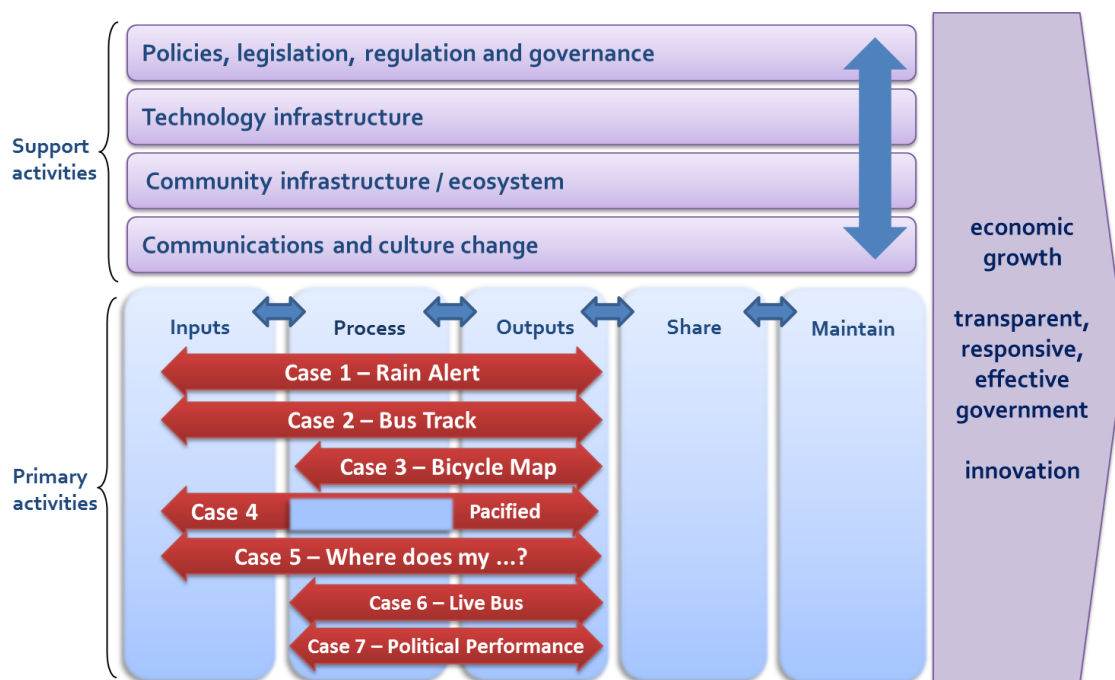 Policies, legislation, regulation and governance
Technology infrastructure
Community infrastructure / ecosystem
Communications and culture change
Support
activities
Inputs
Process
Outputs
Share
Maintain
Case 1 – Rain Alert
Case 2 – Bus Track
Case 3 – Bicycle Map
Case 4
Pacified
Case 5 – Where does my ...?
Case 6 – Live Bus
Case 7 – Political Performance
Primary
activities
economic
growth
transparent,
responsive,
effective
government
innovation